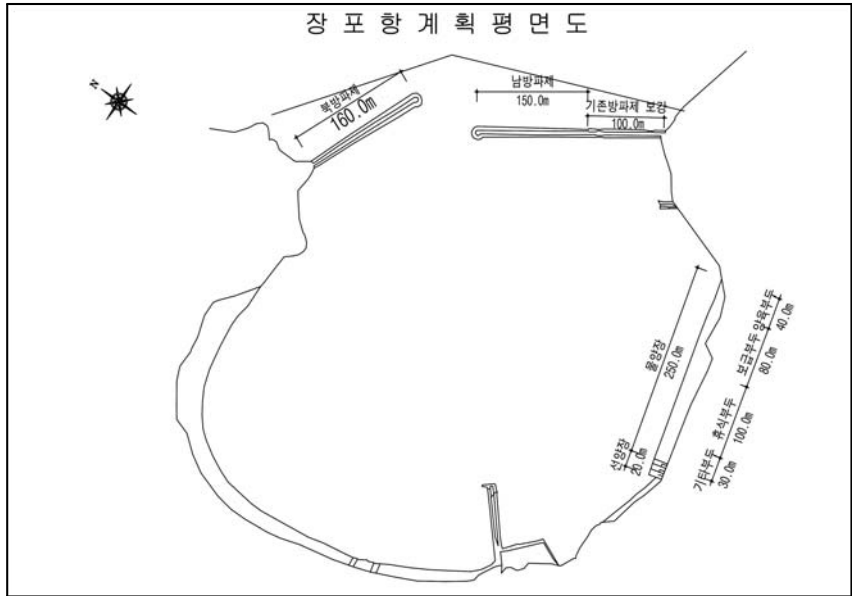 장포항계획평면도
N
북방파제
160.0m
남방파제
150.0m
기존방파제 보강
100.0m
물양장
250.0m
선양장
20.0m
양육부두
40.0m
보급부두
80.0m
휴식부두
100.0m
기타부두
30.0m